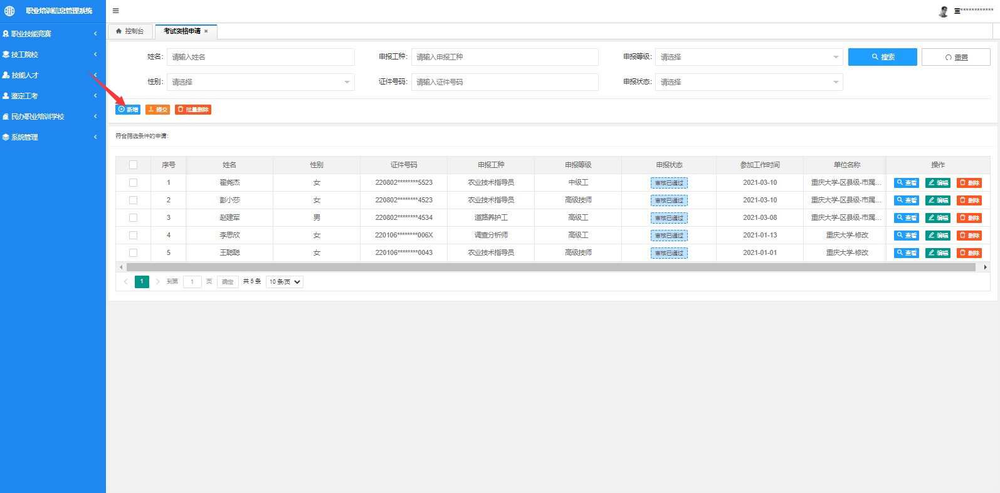 职业培训信息管理系统
控制台 考试资格申请
职业技能竞赛
技工院校
技能人才
鉴定工考
民办职业培训学校
系统管理
姓名: 请输入姓名 申报工种: 请输入申报工种 申报等级: 请选择 搜索 重置
性别: 请选择 证件号码: 请输入证件号码 申报状态: 请选择
新增 提交 批量删除
符合筛选条件的申请:
序号 姓名 性别 证件号码 申报工种 申报等级 申报状态 参加工作时间 单位名称 操作
1 翟尧杰 女 220802********5523 农业技术指导员 中级工 审核已通过 2021-03-10 重庆大学-区县级-市属... 查看 编辑 删除
2 彭小莎 女 220802********4523 农业技术指导员 高级技师 审核已通过 2021-03-10 重庆大学-区县级-市属... 查看 编辑 删除
3 赵建军 男 220802********4534 道路养护工 高级工 审核已通过 2021-03-08 重庆大学-区县级-市属... 查看 编辑 删除
4 李思欣 女 220106********006X 调查分析师 高级工 审核已通过 2021-01-13 重庆大学-修改 查看 编辑 删除
5 王聪聪 女 220106********0043 农业技术指导员 高级技师 审核已通过 2021-01-01 重庆大学-修改 查看 编辑 删除
1 到第 1 页 确定 共 5 条 10 条/页